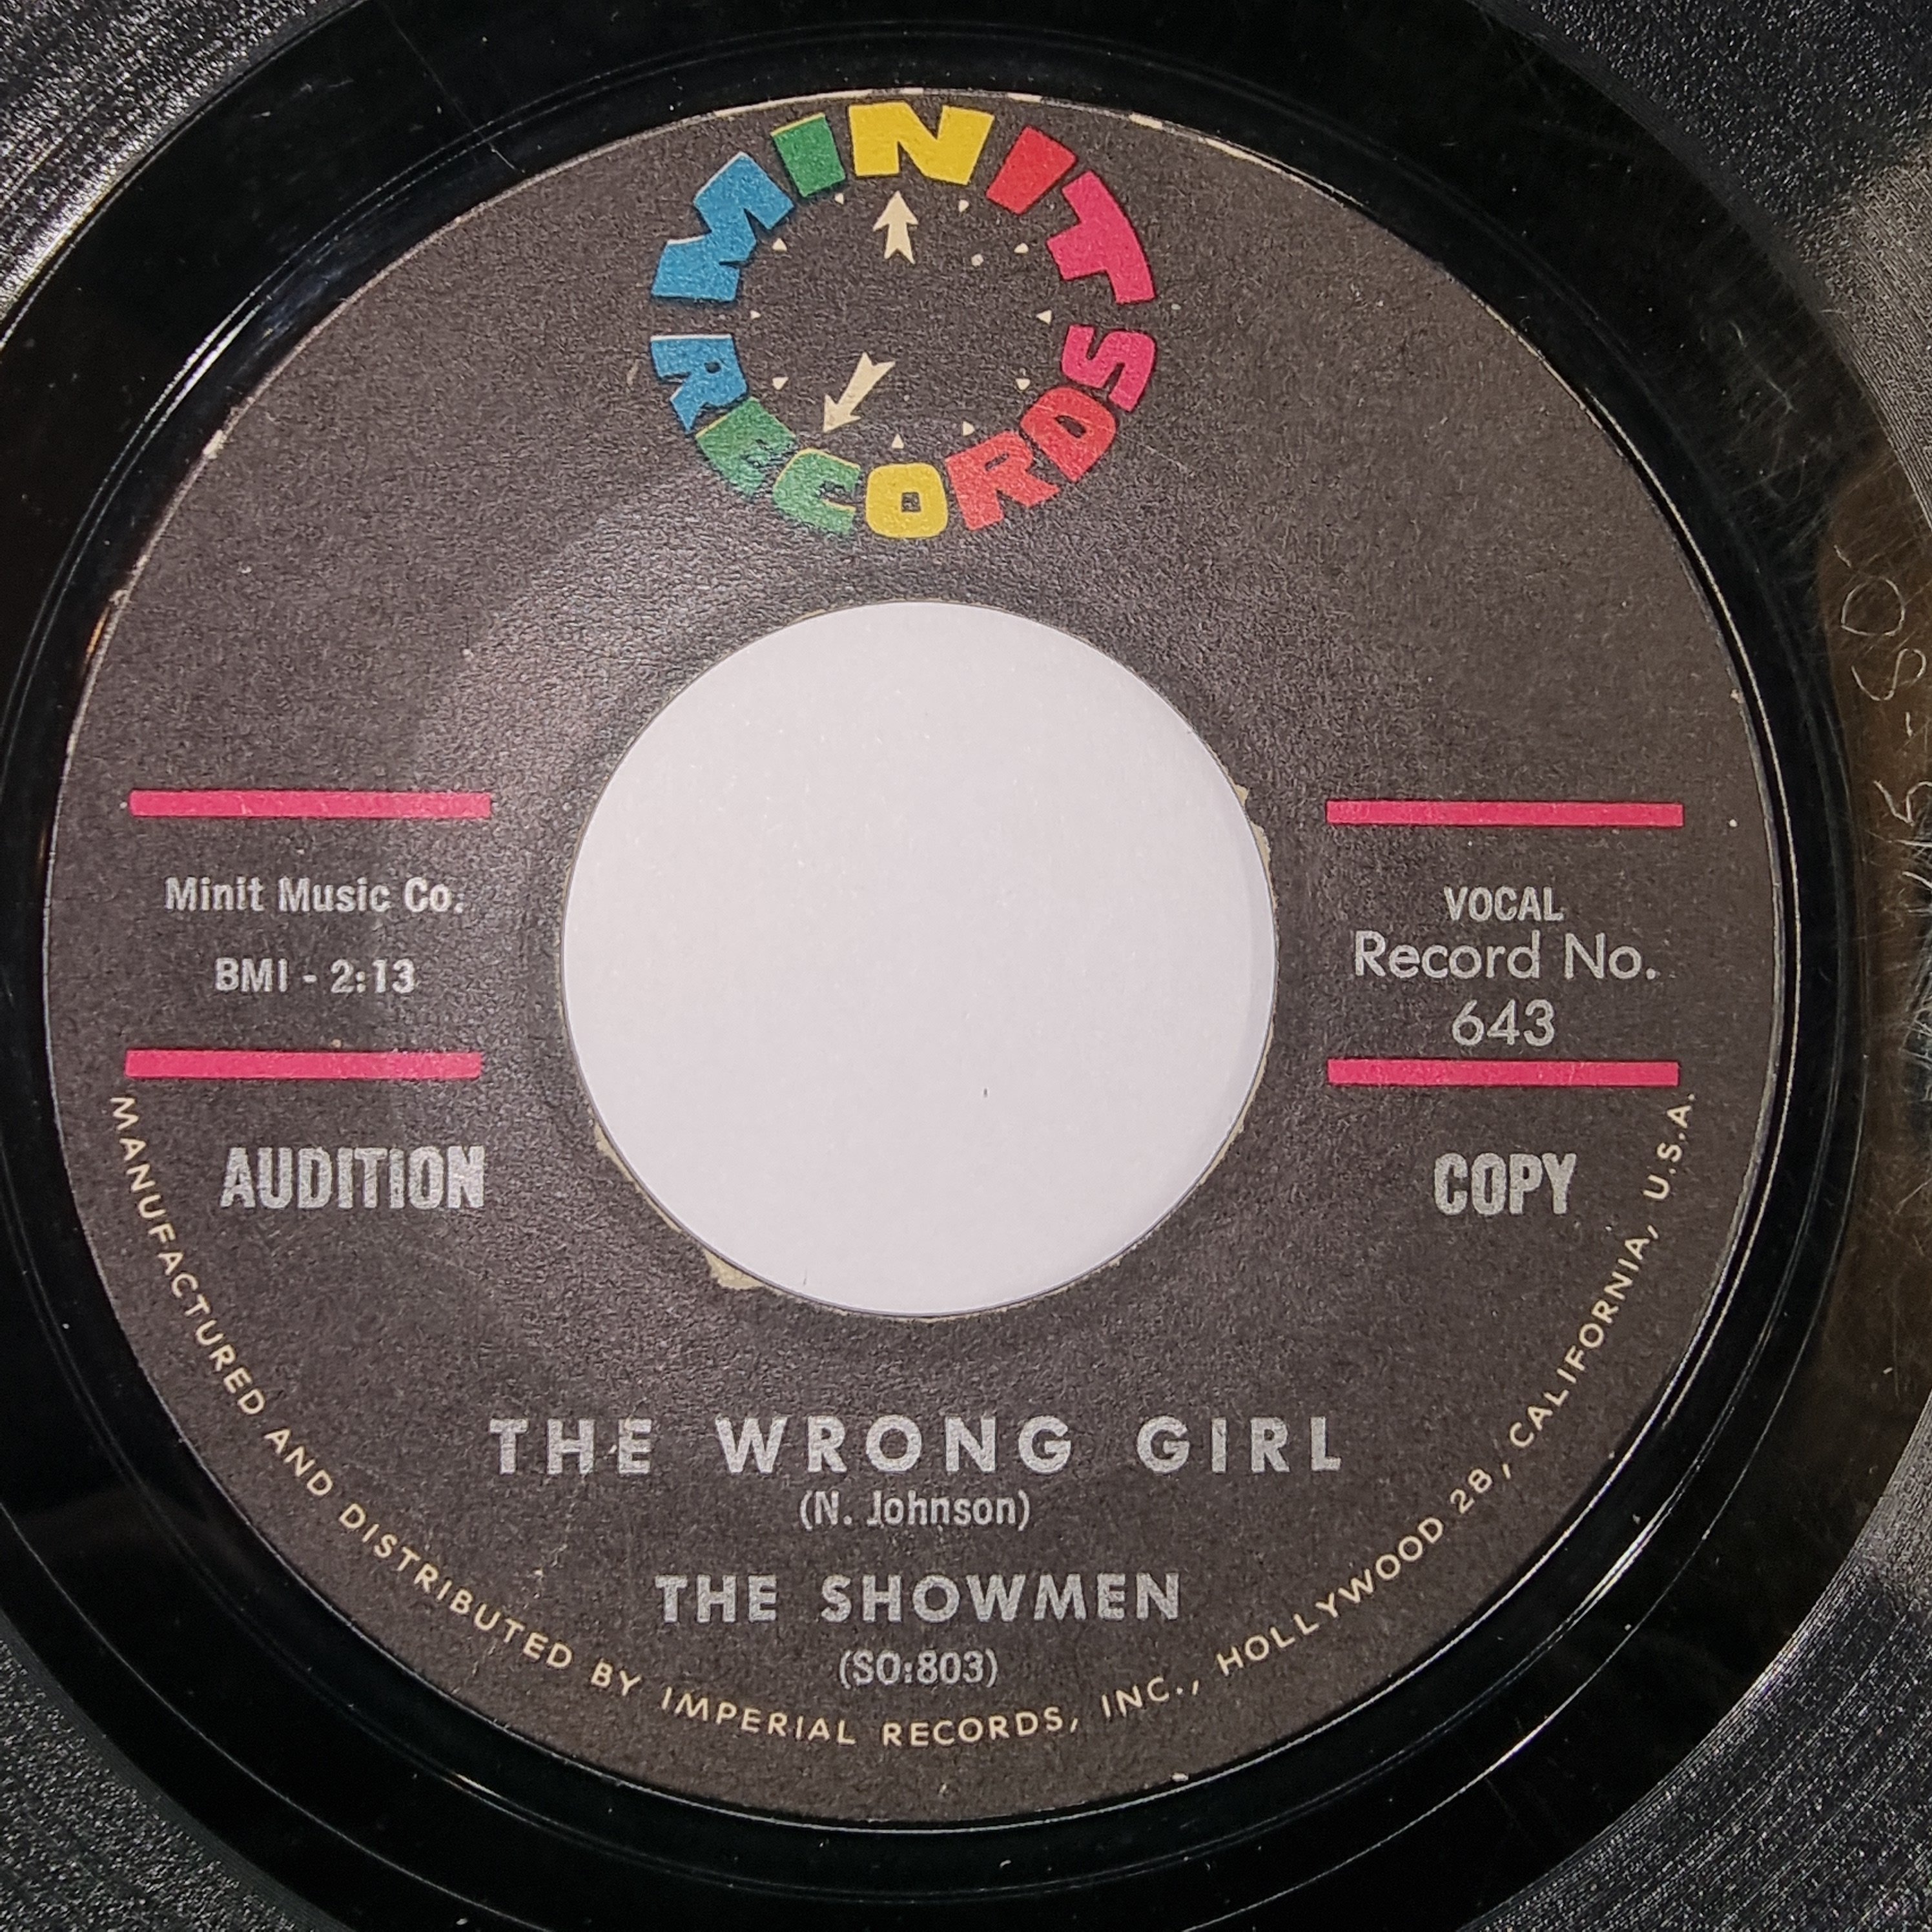 MINIT
RECORDS
Minit Music Co.
BMI - 2:13
VOCAL
Record No.
643
AUDITION
COPY
THE WRONG GIRL
(N. Johnson)
THE SHOWMEN
(SO:803)
MANUFACTURED AND DISTRIBUTED BY IMPERIAL RECORDS, INC., HOLLYWOOD 28, CALIFORNIA, U.S.A.